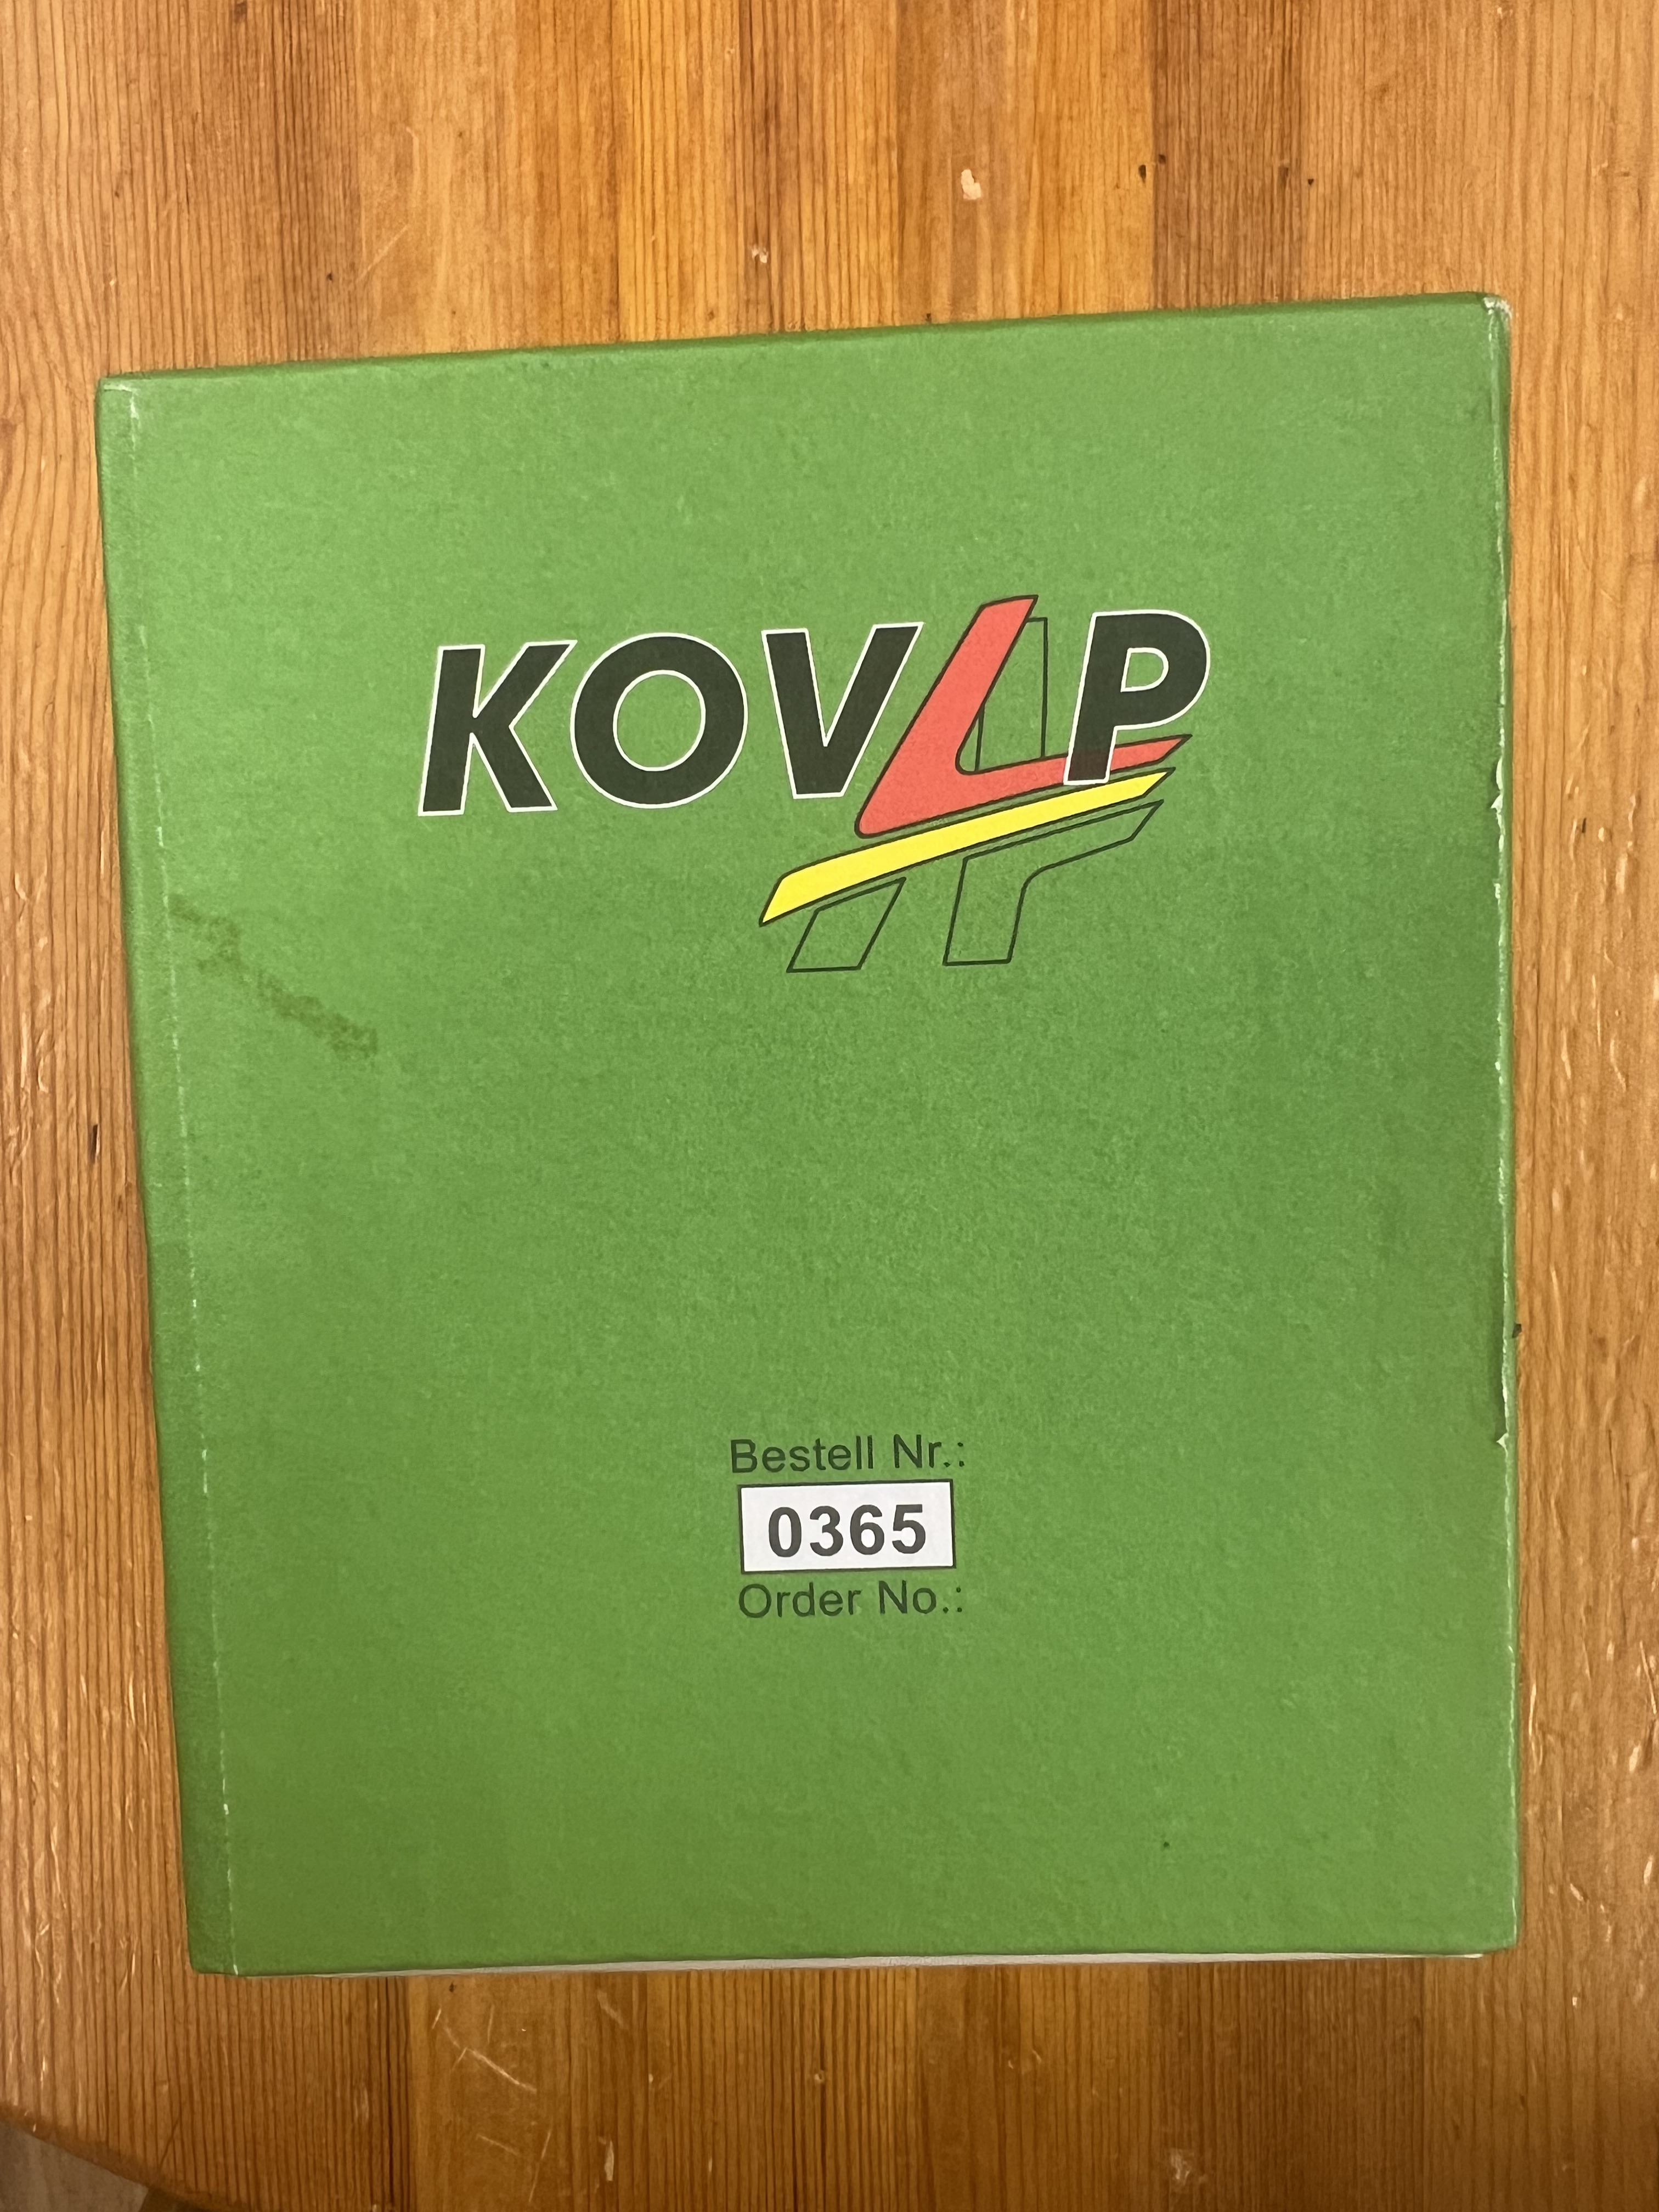 KOVAP
Bestell Nr.:
0365
Order No.: